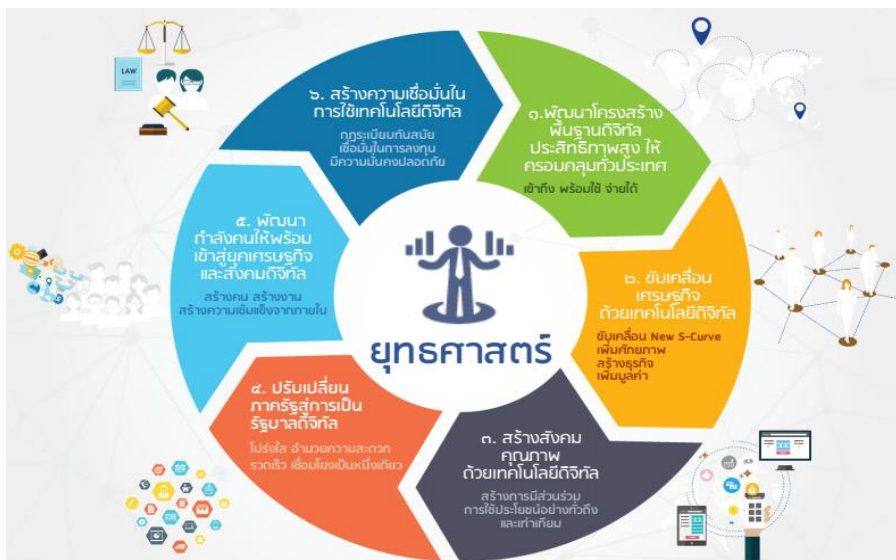 LAW
๖. สร้างความเชื่อมั่นใน
การใช้เทคโนโลยีดิจิทัล
กฎระเบียบทันสมัย
เชื่อมั่นในการลงทุน
มีความมั่นคงปลอดภัย
๑.พัฒนาโครงสร้าง
พื้นฐานดิจิทัล
ประสิทธิภาพสูง ให้
ครอบคลุมทั่วประเทศ
เข้าถึง พร้อมใช้ จ่ายได้
๒. ขับเคลื่อน
เศรษฐกิจ
ด้วยเทคโนโลยีดิจิทัล
ขับเคลื่อน New S-Curve
เพิ่มศักยภาพ
สร้างธุรกิจ
เพิ่มมูลค่า
๓. สร้างสังคม
คุณภาพ
ด้วยเทคโนโลยีดิจิทัล
สร้างการมีส่วนร่วม
การใช้ประโยชน์อย่างทั่วถึง
และเท่าเทียม
๔. ปรับเปลี่ยน
ภาครัฐสู่การเป็น
รัฐบาลดิจิทัล
โปร่งใส อำนวยความสะดวก
รวดเร็ว เชื่อมโยงเป็นหนึ่งเดียว
๕. พัฒนา
กำลังคนให้พร้อม
เข้าสู่ยุคเศรษฐกิจ
และสังคมดิจิทัล
สร้างคน สร้างงาน
สร้างความเข้มแข็งจากภายใน
ยุทธศาสตร์